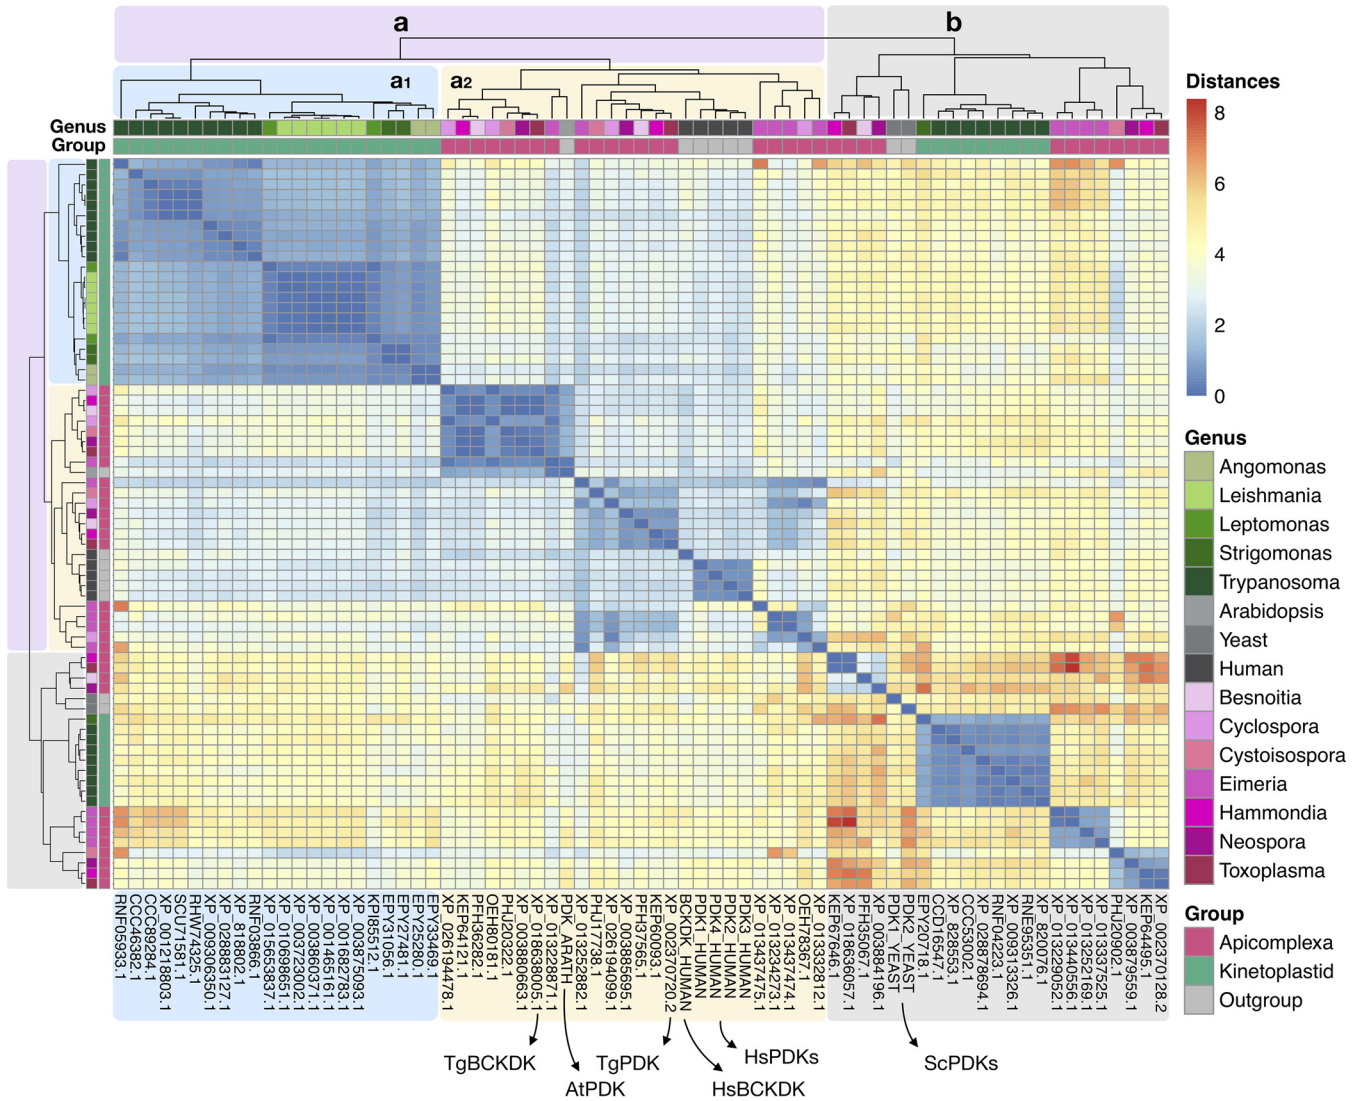 a
b
a1
a2
Genus
Group
Distances
8
6
4
2
0
Genus
Angomonas
Leishmania
Leptomonas
Strigomonas
Trypanosoma
Arabidopsis
Yeast
Human
Besnoitia
Cyclospora
Cystoisospora
Eimeria
Hammondia
Neospora
Toxoplasma
Group
Apicomplexa
Kinetoplastid
Outgroup
RNF05933.1
CCC46382.1
CCC89284.1
XP_001218803.1
SCU71581.1
RHW74325.1
XP_009306350.1
XP_028883127.1
XP_818802.1
RNF03866.1
XP_015653837.1
XP_010698651.1
XP_003723002.1
XP_003860371.1
XP_001465161.1
XP_001682783.1
XP_003875093.1
KPI85512.1
EPY31056.1
EPY27481.1
EPY25280.1
EPY33469.1
XP_026194478.1
KEP64121.1
PFH36282.1
OEH80181.1
PHJ20322.1
XP_003880663.1
XP_018638005.1
XP_013228871.1
PDK_ARATH
XP_013252882.1
PHJ17738.1
XP_026194099.1
XP_003885695.1
PFH37565.1
KEP60093.1
XP_002370720.2
BCKDK_HUMAN
PDK1_HUMAN
PDK4_HUMAN
PDK2_HUMAN
PDK3_HUMAN
XP_013437475.1
XP_013234273.1
XP_013437474.1
OEH78367.1
XP_013332812.1
KEP67646.1
XP_018636057.1
PFH35067.1
XP_003884196.1
PDK1_YEAST
PDK2_YEAST
EPY20718.1
CCD16547.1
XP_828553.1
CCC53002.1
XP_028878694.1
RNF04223.1
XP_009313326.1
RNE95351.1
XP_820076.1
XP_013229052.1
XP_013440556.1
XP_013252169.1
XP_013337525.1
PHJ20902.1
XP_003879559.1
KEP64495.1
XP_002370128.2
TgBCKDK
TgPDK
HsPDKs
ScPDKs
AtPDK
HsBCKDK